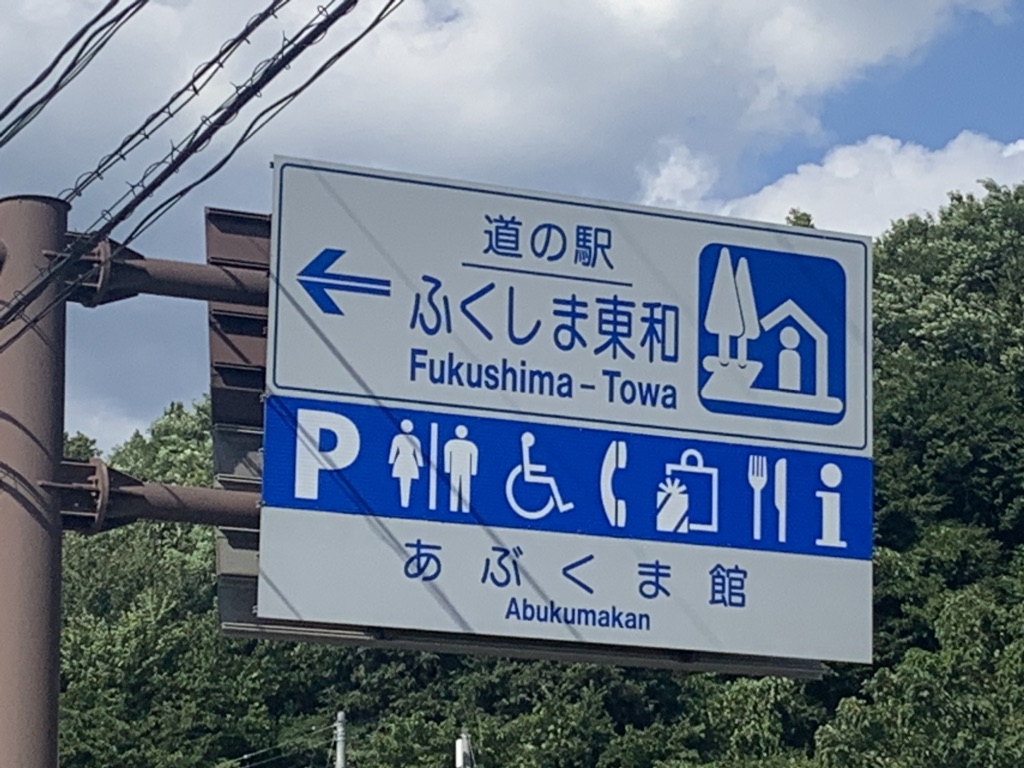 道の駅
ふくしま東和
Fukushima – Towa
P
i
あぶくま館
Abukumakan